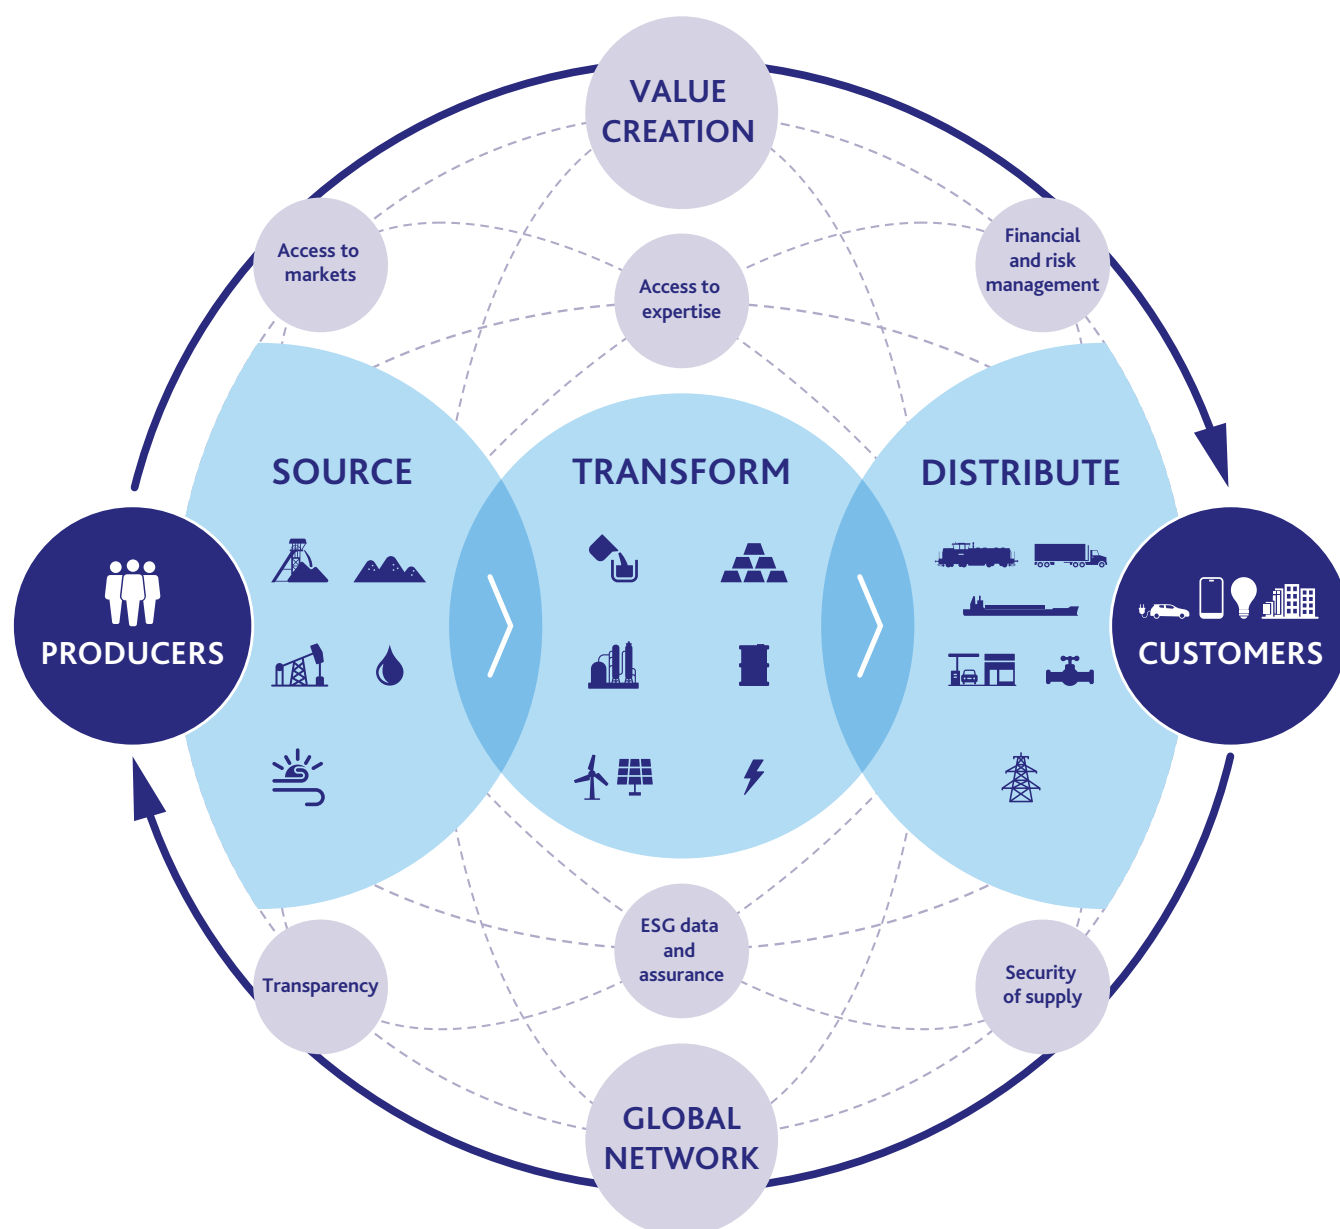 VALUE
CREATION
Access to
markets
Financial
and risk
management
Access to
expertise
SOURCE
TRANSFORM
DISTRIBUTE
PRODUCERS
CUSTOMERS
ESG data
and
assurance
Transparency
Security
of supply
GLOBAL
NETWORK